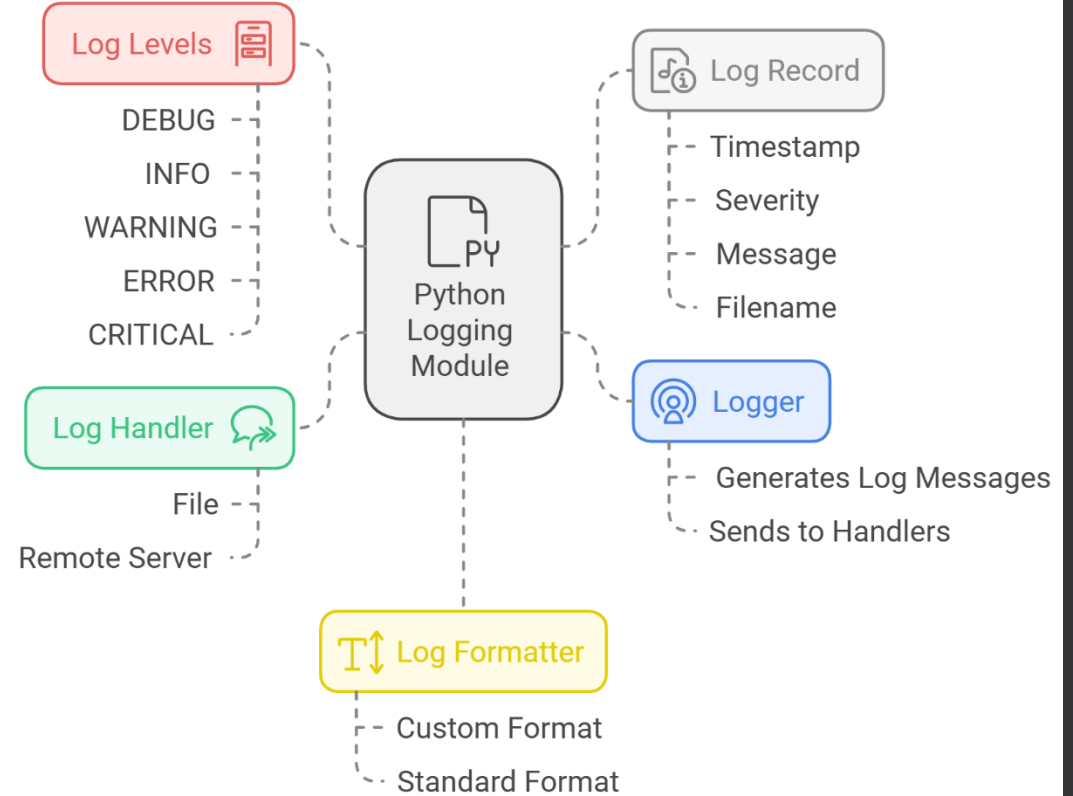 Log Levels
DEBUG
INFO
WARNING
ERROR
CRITICAL
Log Record
Timestamp
Severity
Message
Filename
PY
Python
Logging
Module
Log Handler
File
Remote Server
Logger
Generates Log Messages
Sends to Handlers
Log Formatter
Custom Format
Standard Format